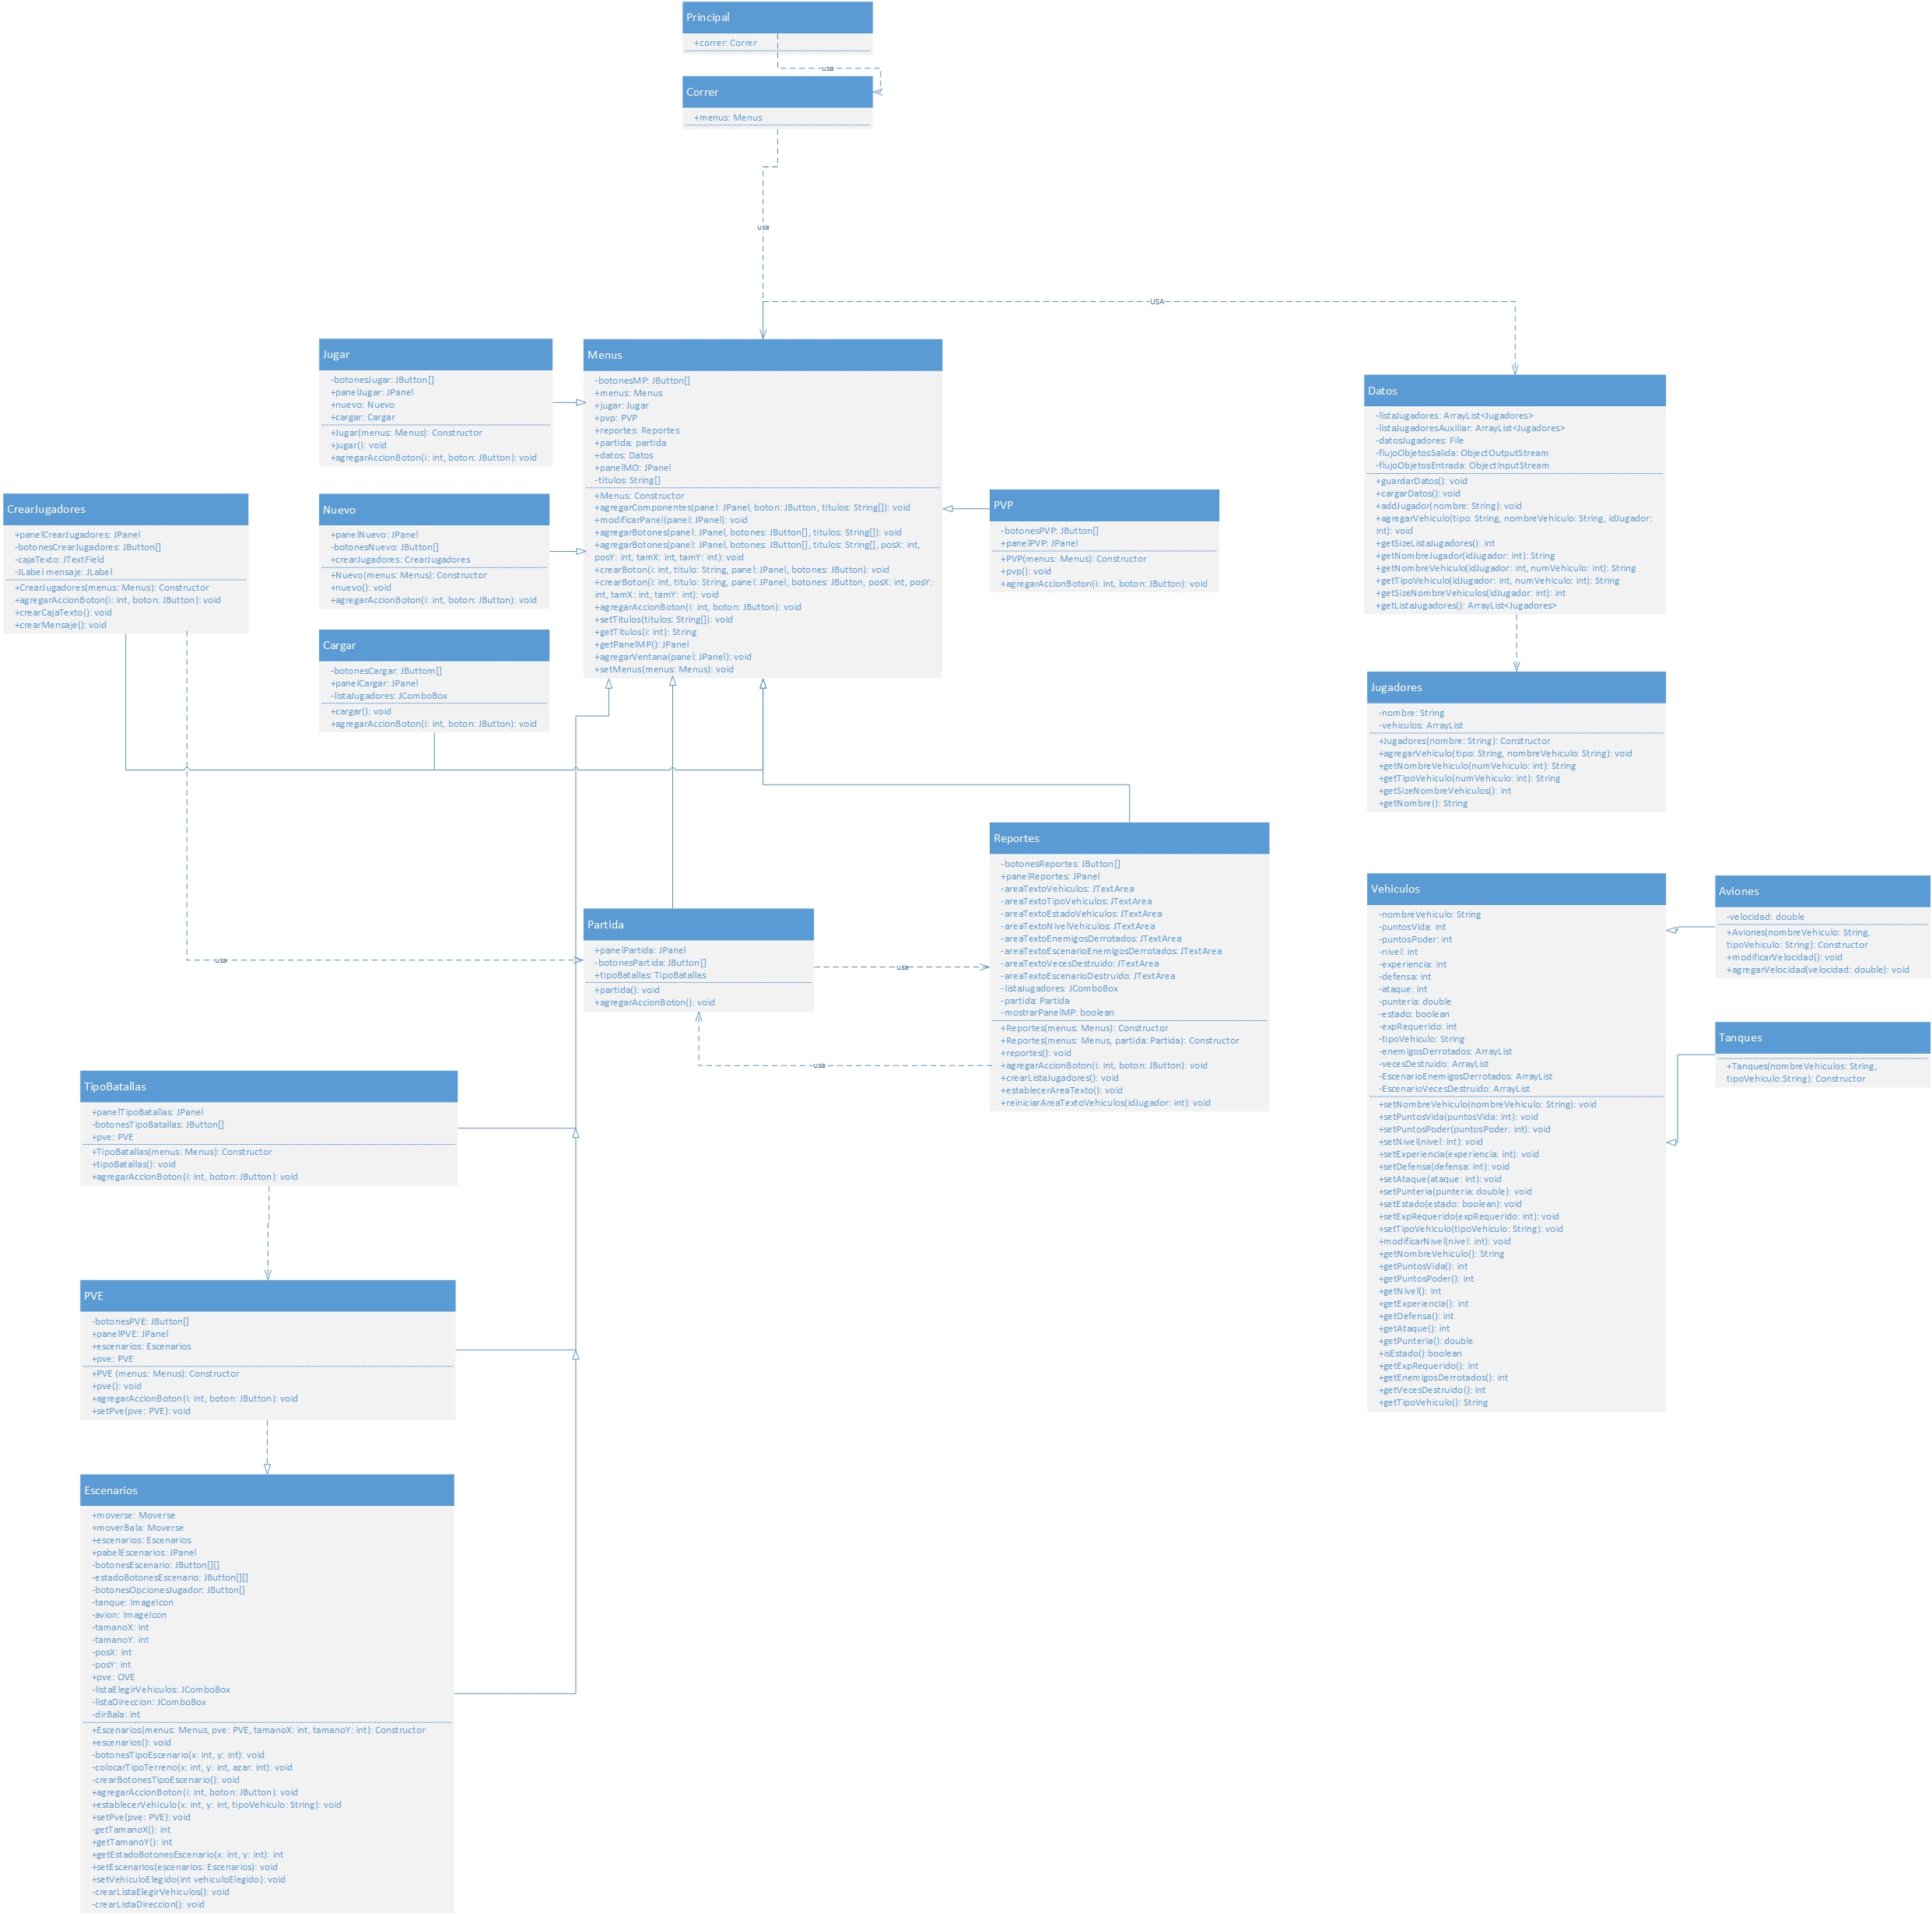 Principal
+correr: Correr
usa
Correr
+menus: Menus
usa
USA
Jugar
-botonesJugar: JButton[]
+panelJugar: JPanel
+nuevo: Nuevo
+cargar: Cargar
+Jugar(menus: Menus): Constructor
+jugar(): void
+agregarAccionBoton(i: int, boton: JButton): void
Menus
-botonesMP: JButton[]
+menus: Menus
+jugar: Jugar
+pvp: PVP
+reportes: Reportes
+partida: partida
+datos: Datos
+panelMO: JPanel
-titulos: String[]
+Menus: Constructor
+agregarComponentes(panel: JPanel, boton: JButton, titulos: String[]): void
+modificarPanel(panel: JPanel): void
+agregarBotones(panel: JPanel, botones: JButton[], titulos: String[]): void
+agregarBotones(panel: JPanel, botones: JButton[], titulos: String[], posX: int,
posY: int, tamX: int, tamY: int): void
+crearBoton(i: int, titulo: String, panel: JPanel, botones: JButton): void
+crearBoton(i: int, titulo: String, panel: JPanel, botones: JButton, posX: int, posY:
int, tamX: int, tamY: int): void
+agregarAccionBoton(i: int, boton: JButton): void
+setTitulos(titulos: String[]): void
+getTitulos(i: int): String
+getPanelMP(): JPanel
+agregarVentana(panel: JPanel): void
+setMenus(menus: Menus): void
Datos
-listaJugadores: ArrayList<Jugadores>
-listaJugadoresAuxiliar: ArrayList<Jugadores>
-datosJugadores: File
-flujoObjetosSalida: ObjectOutputStream
-flujoObjetosEntrada: ObjectInputStream
+guardarDatos(): void
+cargarDatos(): void
+addJugador(nombre: String): void
+agregarVehiculo(tipo: String, nombreVehiculo: String, idJugador:
int): void
+getSizeListaJugadores(): int
+getNombreJugador(idJugador: int): String
+getNombreVehiculo(idJugador: int, numVehiculo: int): String
+getTipoVehiculo(idJugador: int, numVehiculo: int): String
+getSizeNombreVehiculos(idJugador: int): int
+getListaJugadores(): ArrayList<Jugadores>
CrearJugadores
+panelCrearJugadores: JPanel
-botonesCrearJugadores: JButton[]
-cajaTexto: JTextField
-JLabel mensaje: JLabel
+CrearJugadores(menus: Menus): Constructor
+agregarAccionBoton(i: int, boton: JButton): void
+crearCajaTexto(): void
+crearMensaje(): void
Nuevo
+panelNuevo: JPanel
-botonesNuevo: JButton[]
+crearJugadores: CrearJugadores
+Nuevo(menus: Menus): Constructor
+nuevo(): void
+agregarAccionBoton(i: int, boton: JButton): void
PVP
-botonesPVP: JButton[]
+panelPVP: JPanel
+PVP(menus: Menus): Constructor
+pvp(): void
+agregarAccionBoton(i: int, boton: JButton): void
Cargar
-botonesCargar: JButtom[]
+panelCargar: JPanel
-listaJugadores: JComboBox
+cargar(): void
+agregarAccionBoton(i: int, boton: JButton): void
Jugadores
-nombre: String
-vehiculos: ArrayList
+Jugadores(nombre: String): Constructor
+agregarVehiculo(tipo: String, nombreVehiculo: String): void
+getNombreVehiculo(numVehiculo: int): String
+getTipoVehiculo(numVehiculo: int): String
+getSizeNombreVehiculos(): int
+getNombre(): String
Reportes
-botonesReportes: JButton[]
+panelReportes: JPanel
-areaTextoVehiculos: JTextArea
-areaTextoTipoVehiculos: JTextArea
-areaTextoEstadoVehiculos: JTextArea
-areaTextoNivelVehiculos: JTextArea
-areaTextoEnemigosDerrotados: JTextArea
-areaTextoEscenarioEnemigosDerrotados: JTextArea
-areaTextoVecesDestruido: JTextArea
-areaTextoEscenarioDestruido: JTextArea
-listaJugadores: JComboBox
-partida: Partida
-mostrarPanelMP: boolean
+Reportes(menus: Menus): Constructor
+Reportes(menus: Menus, partida: Partida): Constructor
+reportes(): void
+agregarAccionBoton(i: int, boton: JButton): void
+crearListaJugadores(): void
+establecerAreaTexto(): void
+reiniciarAreaTextoVehiculos(idJugador: int): void
Partida
+panelPartida: JPanel
-botonesPartida: JButton[]
+tipoBatallas: TipoBatallas
+partida(): void
+agregarAccionBoton(): void
usa
usa
usa
Vehiculos
-nombreVehiculo: String
-puntosVida: int
-puntosPoder: int
-nivel: int
-experiencia: int
-defensa: int
-ataque: int
-punteria: double
-estado: boolean
-expRequerido: int
-tipoVehiculo: String
-enemigosDerrotados: ArrayList
-vecesDestruido: ArrayList
-EscenarioEnemigosDerrotados: ArrayList
-EscenarioVecesDestruido: ArrayList
+setNombreVehiculo(nombreVehiculo: String): void
+setPuntosVida(puntosVida: int): void
+setPuntosPoder(puntosPoder: int): void
+setNivel(nivel: int): void
+setExperiencia(experiencia: int): void
+setDefensa(defensa: int): void
+setAtaque(ataque: int): void
+setPunteria(punteria: double): void
+setEstado(estado: boolean): void
+setExpRequerido(expRequerido: int): void
+setTipoVehiculo(tipoVehiculo: String): void
+modificarNivel(nivel: int): void
+getNombreVehiculo(): String
+getPuntosVida(): int
+getPuntosPoder(): int
+getNivel(): int
+getExperiencia(): int
+getDefensa(): int
+getAtaque(): int
+getPunteria(): double
+isEstado():boolean
+getExpRequerido(): int
+getEnemigosDerrotados(): int
+getVecesDestruido(): int
+getTipoVehiculo(): String
Aviones
-velocidad: double
+Aviones(nombreVehiculo: String,
tipoVehiculo: String): Constructor
+modificarVelocidad(): void
+agregarVelocidad(velocidad: double): void
Tanques
+Tanques(nombreVehiculos: String,
tipoVehiculo:String): Constructor
TipoBatallas
+panelTipoBatallas: JPanel
-botonesTipoBatallas: JButton[]
+pve: PVE
+TipoBatallas(menus: Menus): Constructor
+tipoBatallas(): void
+agregarAccionBoton(i: int, boton: JButton): void
PVE
-botonesPVE: JButton[]
+panelPVE: JPanel
+escenarios: Escenarios
+pve: PVE
+PVE (menus: Menus): Constructor
+pve(): void
+agregarAccionBoton(i: int, boton: JButton): void
+setPve(pve: PVE): void
Escenarios
+moverse: Moverse
+moverBala: Moverse
+escenarios: Escenarios
+pabelEscenarios: JPanel
-botonesEscenario: JButton[][]
-estadoBotonesEscenario: JButton[][]
-botonesOpcionesJugador: JButton[]
-tanque: ImageIcon
-avion: ImageIcon
-tamanoX: int
-tamanoY: int
-posX: int
-posY: int
+pve: OVE
-listaElegirVehiculos: JComboBox
-listaDireccion: JComboBox
-dirBala: int
+Escenarios(menus: Menus, pve: PVE, tamanoX: int, tamanoY: int): Constructor
+escenarios(): void
-botonesTipoEscenario(x: int, y: int): void
-colocarTipoTerreno(x: int, y: int, azar: int): void
-crearBotonesTipoEscenario(): void
+agregarAccionBoton(i: int, boton: JButton): void
+establecerVehiculo(x: int, y: int, tipoVehiculo: String): void
+setPve(pve: PVE): void
-getTamanoX(): int
+getTamanoY(): int
+getEstadoBotonesEscenario(x: int, y: int): int
+setEscenarios(escenarios: Escenarios): void
+setVehiculoElegido(int vehiculoElegido): void
-crearListaElegirVehiculos(): void
-crearListaDireccion(): void